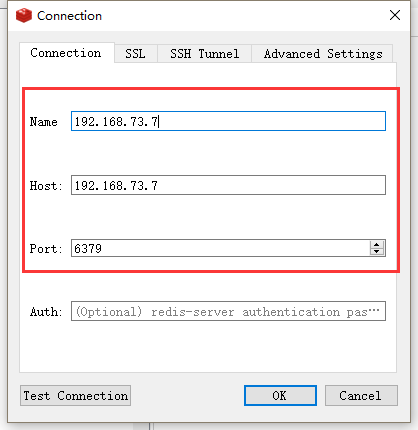 Connection
Connection SSL SSH Tunnel Advanced Settings
Name 192.168.73.7
Host: 192.168.73.7
Port: 6379
Auth: (Optional) redis-server authentication pas…
Test Connection OK Cancel